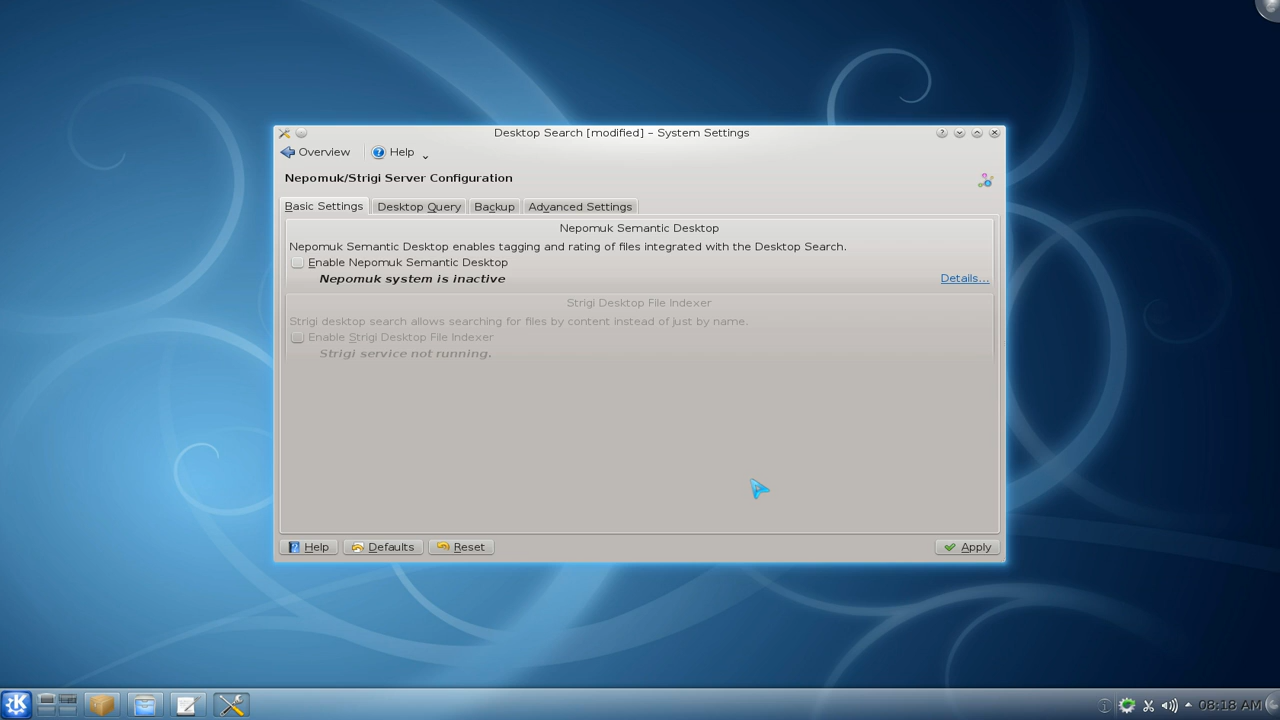 Desktop Search [modified] – System Settings
Overview Help
Nepomuk/Strigi Server Configuration
Basic Settings Desktop Query Backup Advanced Settings
Nepomuk Semantic Desktop
Nepomuk Semantic Desktop enables tagging and rating of files integrated with the Desktop Search.
Enable Nepomuk Semantic Desktop
Nepomuk system is inactive Details...
Strigi Desktop File Indexer
Strigi desktop search allows searching for files by content instead of just by name.
Enable Strigi Desktop File Indexer
Strigi service not running.
Help Defaults Reset Apply
08:18 AM